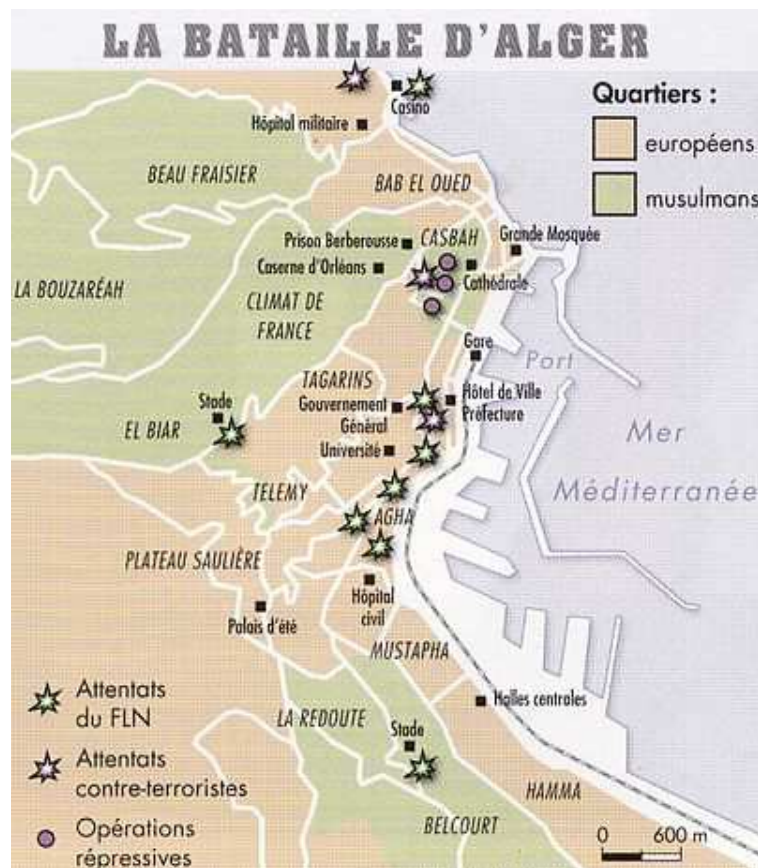 LA BATAILLE D'ALGER
Quartiers :
européens
musulmans
Casino
Hôpital militaire
BEAU FRAISIER
BAB EL OUED
Prison Berberousse
CASBAH
Grande Mosquée
Caserne d'Orléans
Cathédrale
LA BOUZARÉAH
CLIMAT DE
FRANCE
Gare
Port
TAGARINS
Stade
Gouvernement
Général
Hôtel de Ville
Préfecture
EL BIAR
Université
Mer
Méditerranée
TELEMY
AGHA
PLATEAU SAULIÈRE
Hôpital
civil
Palais d'été
MUSTAPHA
Halles centrales
LA REDOUTE
Stade
HAMMA
BELCOURT
Attentats
du FLN
Attentats
contre-terroristes
Opérations
répressives
0 600 m